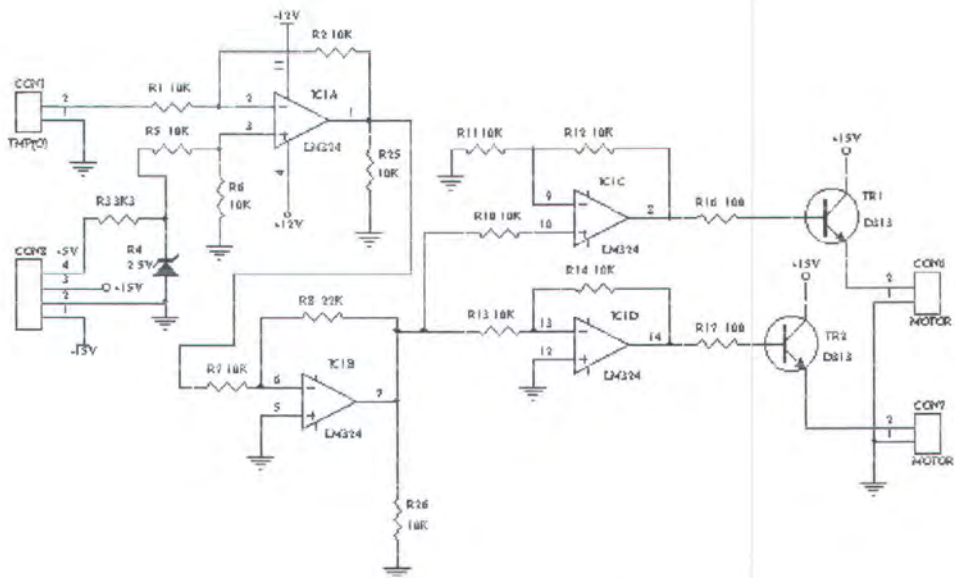 -12V
R2 10K
11
CON1
2
1
R1 10K
2
IC1A
1
TMP(O)
R5 10K
3
LM324
4
R6
10K
R25
10K
+12V
R3 3K3
R4
2.5V
CON2
+5V
4
3
+15V
2
1
-15V
R8 22K
R7 10K
6
5
IC1B
7
LM324
R26
10K
R11 10K
R12 10K
9
IC1C
R10 10K
10
8
R16 100
LM324
R14 10K
R13 10K
13
IC1D
12
14
R17 100
LM324
+15V
TR1
D313
+15V
TR2
D313
CON6
2
1
MOTOR
CON7
2
1
MOTOR